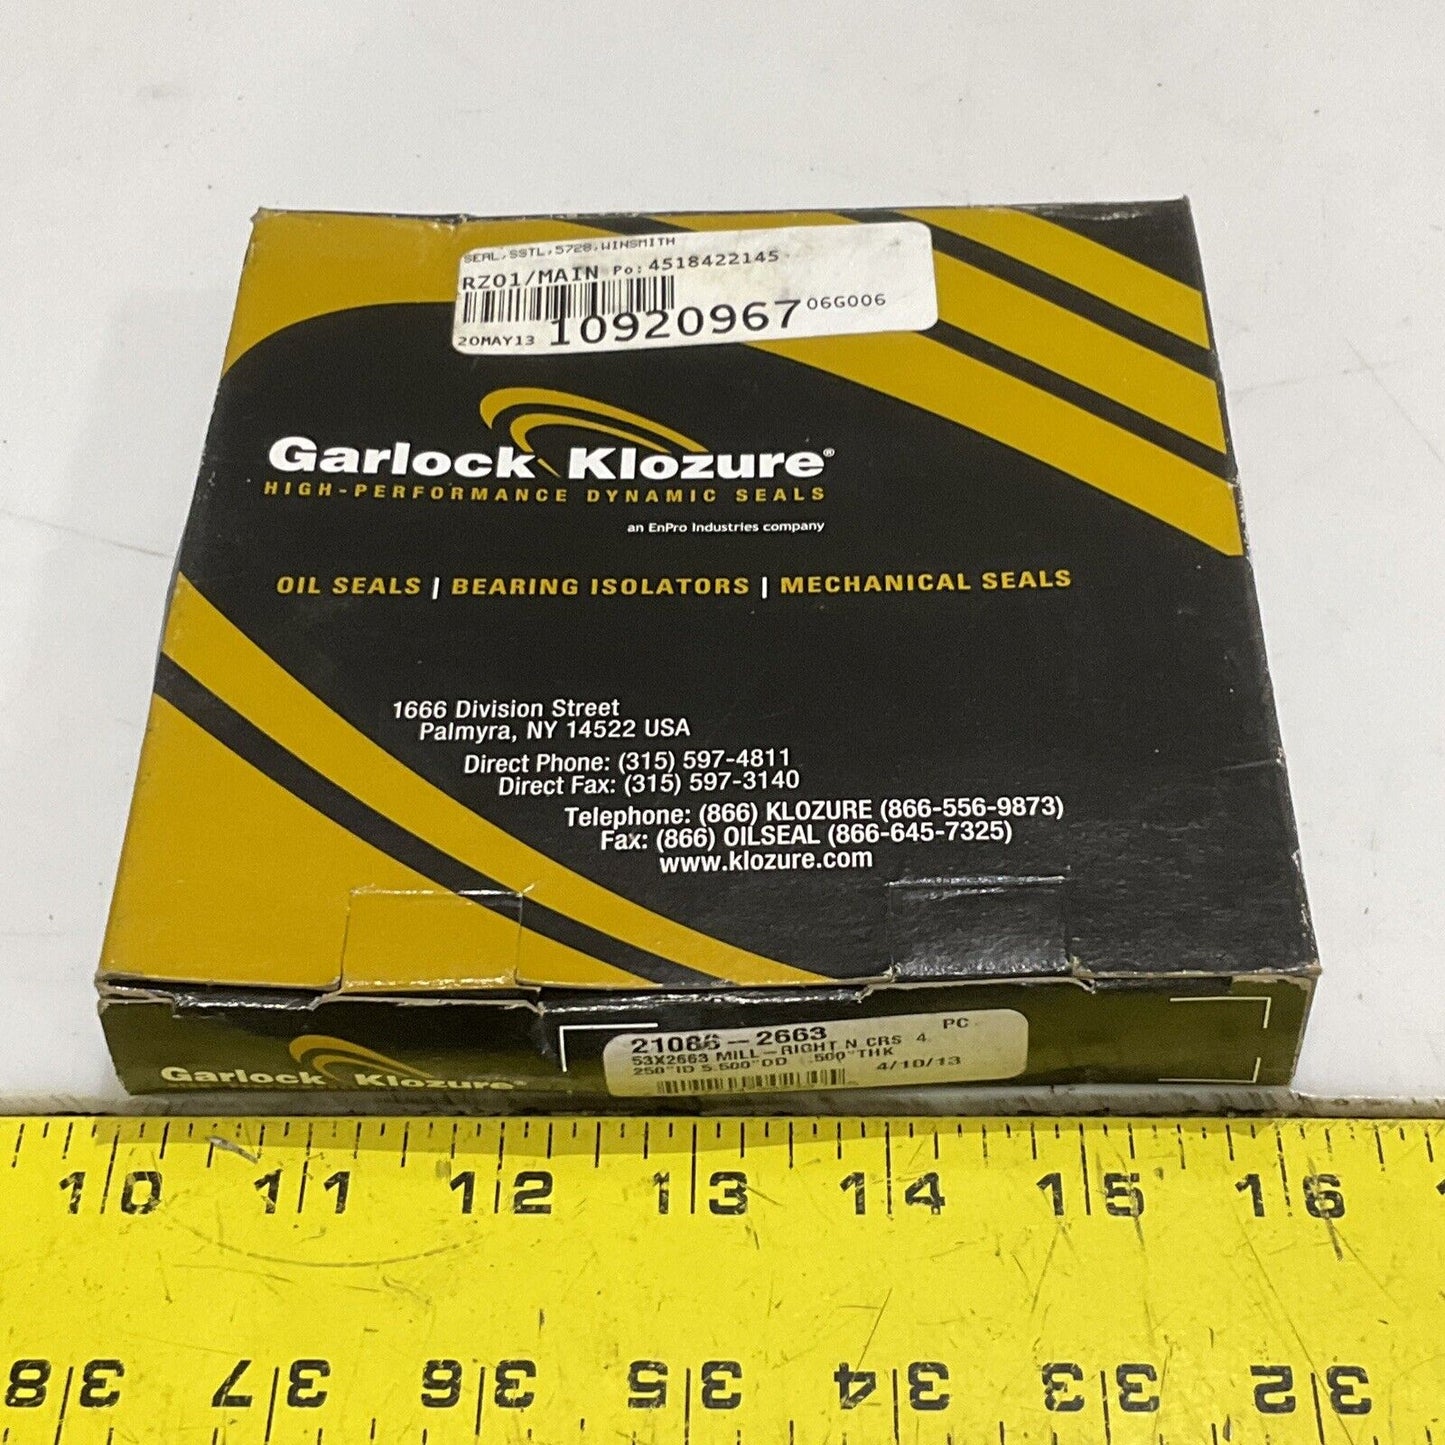 SEAL,SSTL,5728,WINSMITH
RZ01/MAIN Po: 4518422145
20MAY13 10920967 06G006
Garlock Klozure®
HIGH-PERFORMANCE DYNAMIC SEALS
an EnPro Industries company
OIL SEALS | BEARING ISOLATORS | MECHANICAL SEALS
1666 Division Street
Palmyra, NY 14522 USA
Direct Phone: (315) 597-4811
Direct Fax: (315) 597-3140
Telephone: (866) KLOZURE (866-556-9873)
Fax: (866) OILSEAL (866-645-7325)
www.klozure.com
Garlock Klozure®
21086-2663 PC
53X2663 MILL-RIGHT N CRS 4.
250"ID 5.500"OD .500"THK
4/10/13
10 11 12 13 14 15 16
38 37 36 35 34 33 32